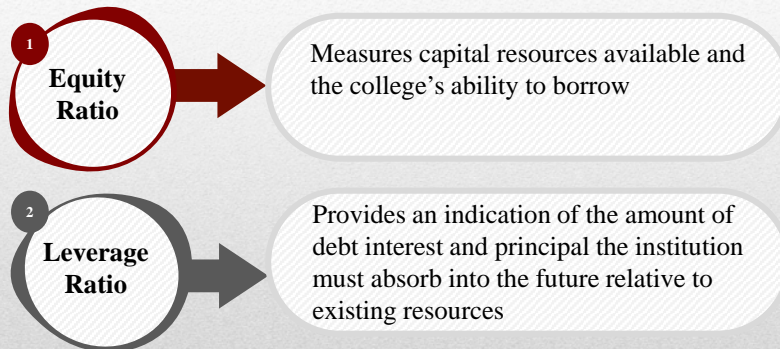 1
Equity
Ratio
Measures capital resources available and
the college's ability to borrow
2
Leverage
Ratio
Provides an indication of the amount of
debt interest and principal the institution
must absorb into the future relative to
existing resources